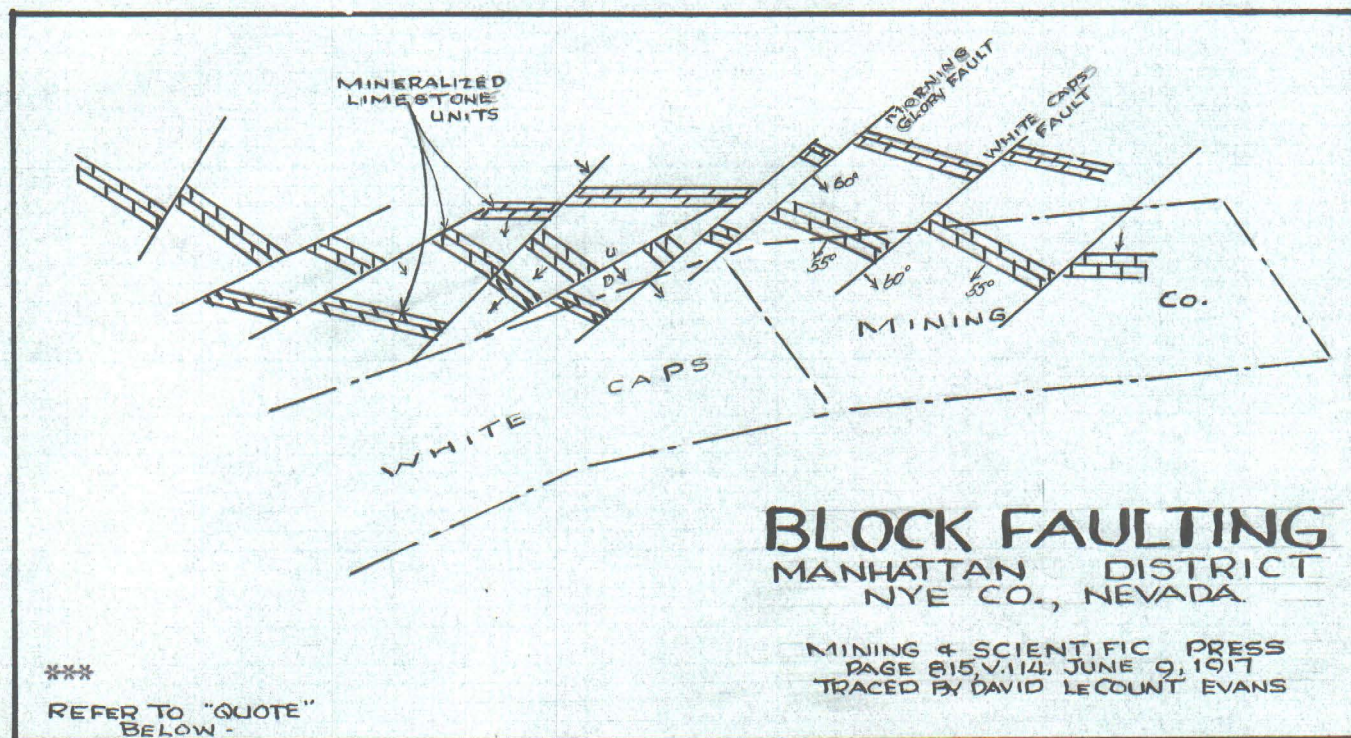 MINERALIZED
LIMESTONE
UNITS
MORNING
GLORY FAULT
WHITE CAPS
FAULT
60°
U
D
55°
60°
55°
MINING
CO.
WHITE
CAPS
BLOCK FAULTING
MANHATTAN DISTRICT
NYE CO., NEVADA.
MINING & SCIENTIFIC PRESS
PAGE 815, V.114, JUNE 9, 1917
TRACED BY DAVID LECOUNT EVANS
***
REFER TO "QUOTE"
BELOW -